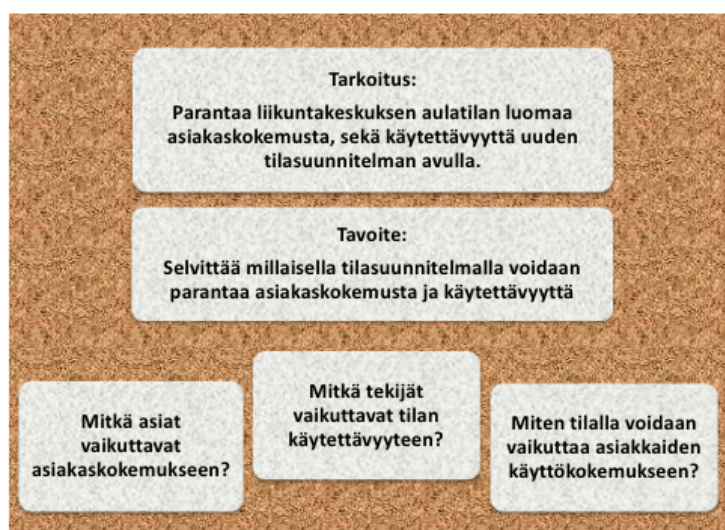 Tarkoitus:
Parantaa liikuntakeskuksen aulatilan luomaa
asiakaskokemusta, sekä käytettävyyttä uuden
tilasuunnitelman avulla.
Tavoite:
Selvittää millaisella tilasuunnitelmalla voidaan
parantaa asiakaskokemusta ja käytettävyyttä
Mitkä asiat
vaikuttavat
asiakaskokemukseen?
Mitkä tekijät
vaikuttavat tilan
käytettävyyteen?
Miten tilalla voidaan
vaikuttaa asiakkaiden
käyttökokemukseen?